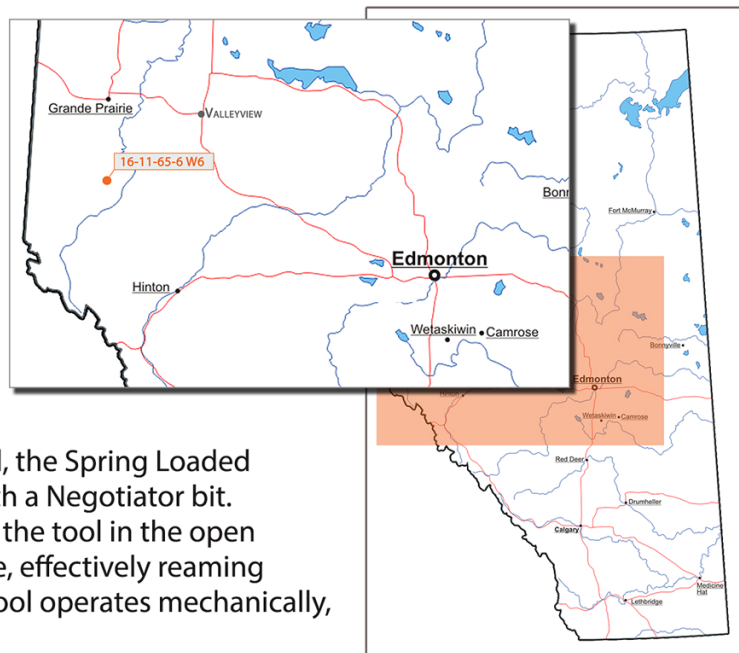 Grande Prairie
VALLEYVIEW
16-11-65-6 W6
Bonn
Edmonton
Hinton
Wetaskiwin
Camrose
Fort McMurray
Bonnyville
Edmonton
Hinton
Wetaskiwin
Camrose
Red Deer
Drumheller
Calgary
Medicine
Hat
Lethbridge
l, the Spring Loaded
th a Negotiator bit.
the tool in the open
e, effectively reaming
ool operates mechanically,